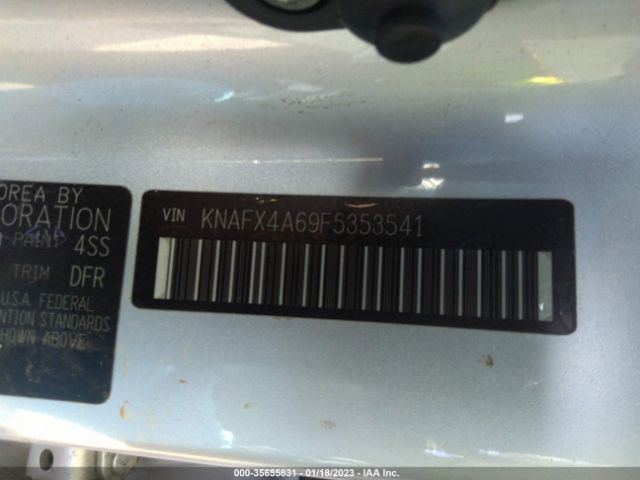 OREA BY
ORATION
PAINT 4SS
TRIM DFR
U.S.A. FEDERAL
NTION STANDARDS
HOWN ABOVE
VIN KNAFX4A69F5353541
000-35655831 - 01/18/2023 - IAA Inc.